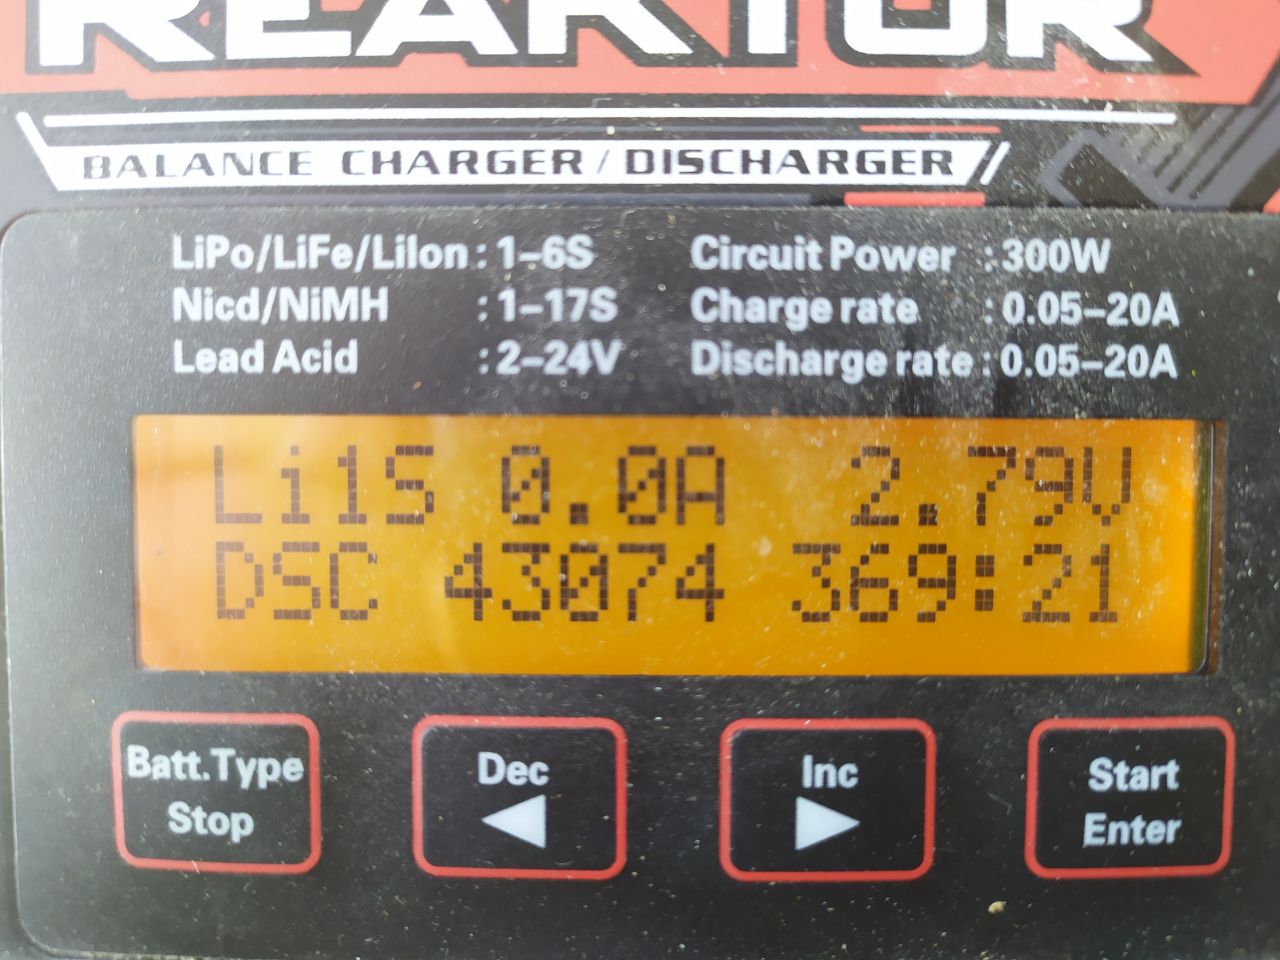 REAKTOR
BALANCE CHARGER / DISCHARGER
LiPo/LiFe/LiIon : 1–6S
Nicd/NiMH : 1–17S
Lead Acid : 2–24V
Circuit Power : 300W
Charge rate : 0.05–20A
Discharge rate : 0.05–20A
Li1S 0.0A 2.79V
DSC 43074 369:21
Batt.Type
Stop
Dec
Inc
Start
Enter